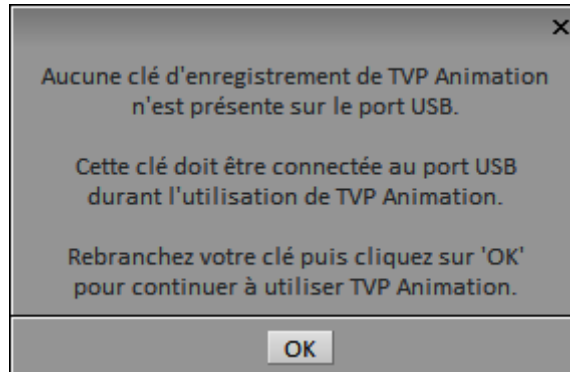 Aucune clé d'enregistrement de TVP Animation
n'est présente sur le port USB.
Cette clé doit être connectée au port USB
durant l'utilisation de TVP Animation.
Rebranchez votre clé puis cliquez sur 'OK'
pour continuer à utiliser TVP Animation.
OK